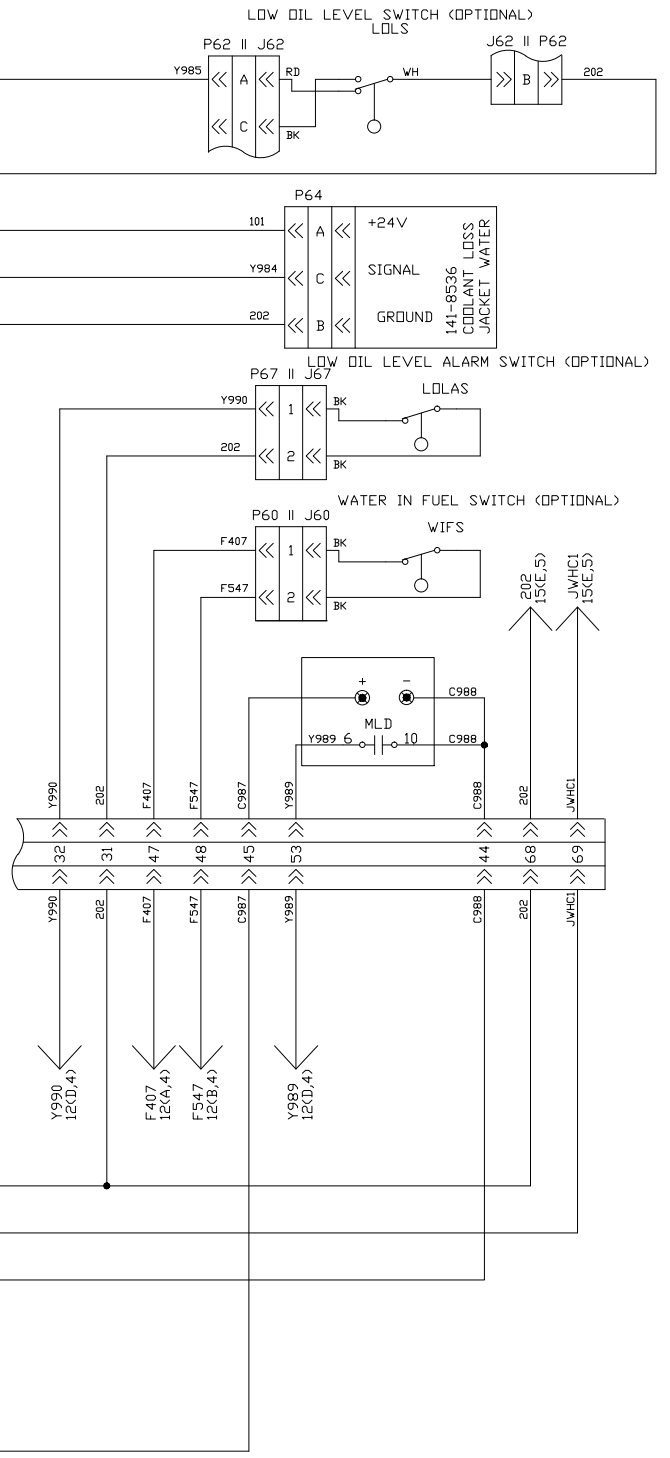 LOW OIL LEVEL SWITCH (OPTIONAL)
LOLS
P62 II J62
J62 II P62
Y985
A
RD
WH
B
202
C
BK
P64
101
A
+24V
Y984
C
SIGNAL
202
B
GROUND
141-8536
COOLANT LOSS
JACKET WATER
LOW OIL LEVEL ALARM SWITCH (OPTIONAL)
P67 II J67
LOLAS
Y990
1
BK
202
2
BK
WATER IN FUEL SWITCH (OPTIONAL)
P60 II J60
WIFS
F407
1
BK
F547
2
BK
202
15(E,5)
JWHC1
15(E,5)
+ -
C988
MLD
Y989 6 10 C988
Y990 202 F407 F547 C987 Y989 C988 202 JWHC1
32 31 47 48 45 53 44 68 69
Y990 202 F407 F547 C987 Y989 C988 202 JWHC1
Y990
12(D,4)
F407
12(A,4)
F547
12(B,4)
Y989
12(D,4)